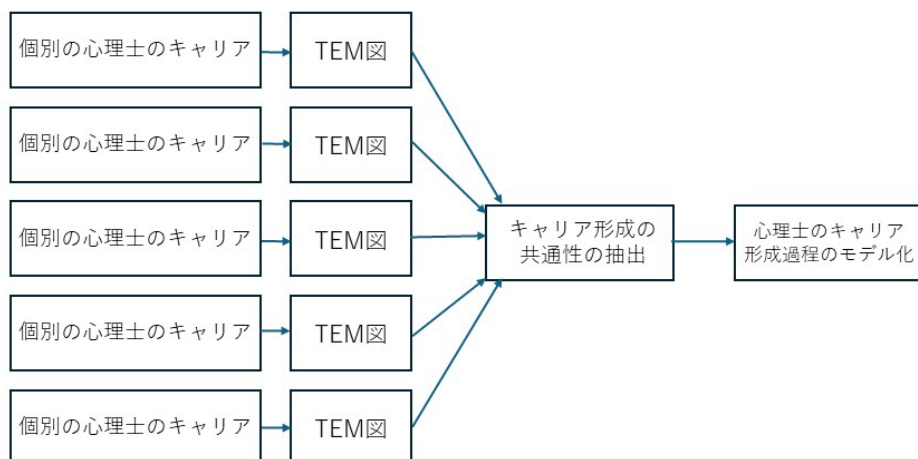 個別の心理士のキャリア
TEM図
個別の心理士のキャリア
TEM図
個別の心理士のキャリア
TEM図
個別の心理士のキャリア
TEM図
個別の心理士のキャリア
TEM図
キャリア形成の
共通性の抽出
心理士のキャリア
形成過程のモデル化